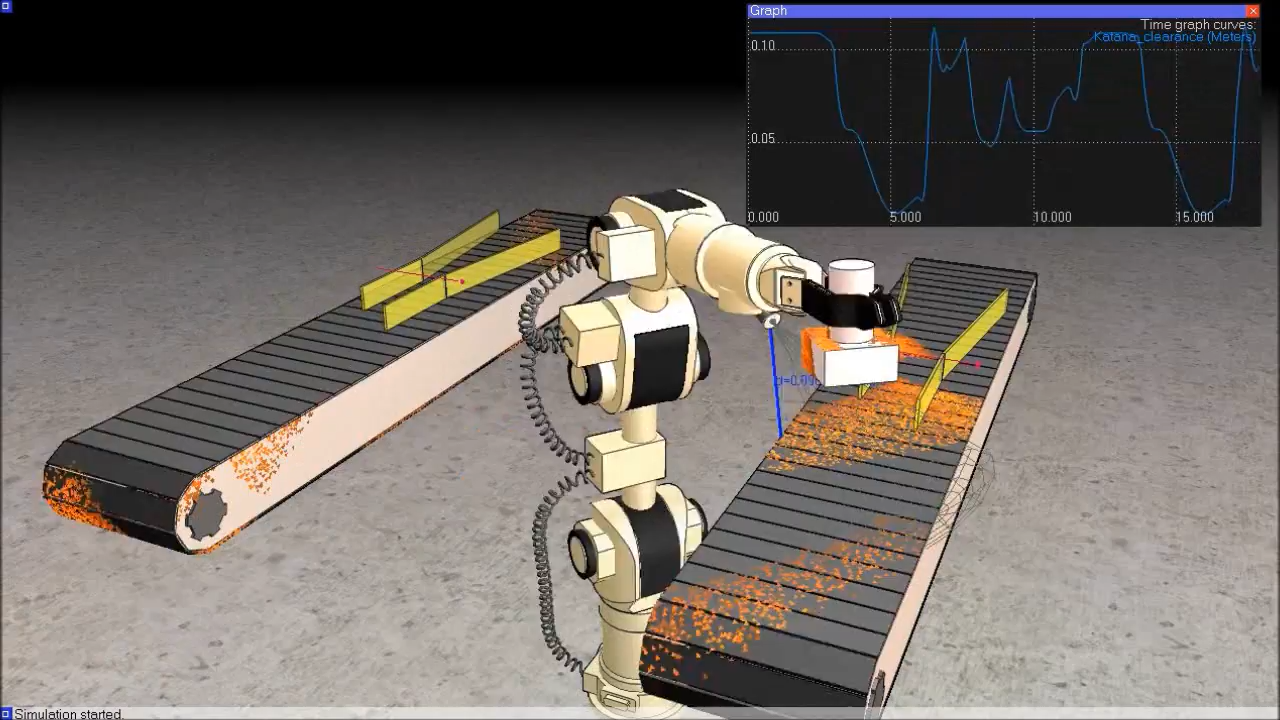 Graph
Time graph curves:
Katana_clearance (Meters)
0.10
0.05
0.000
5.000
10.000
15.000
Simulation started